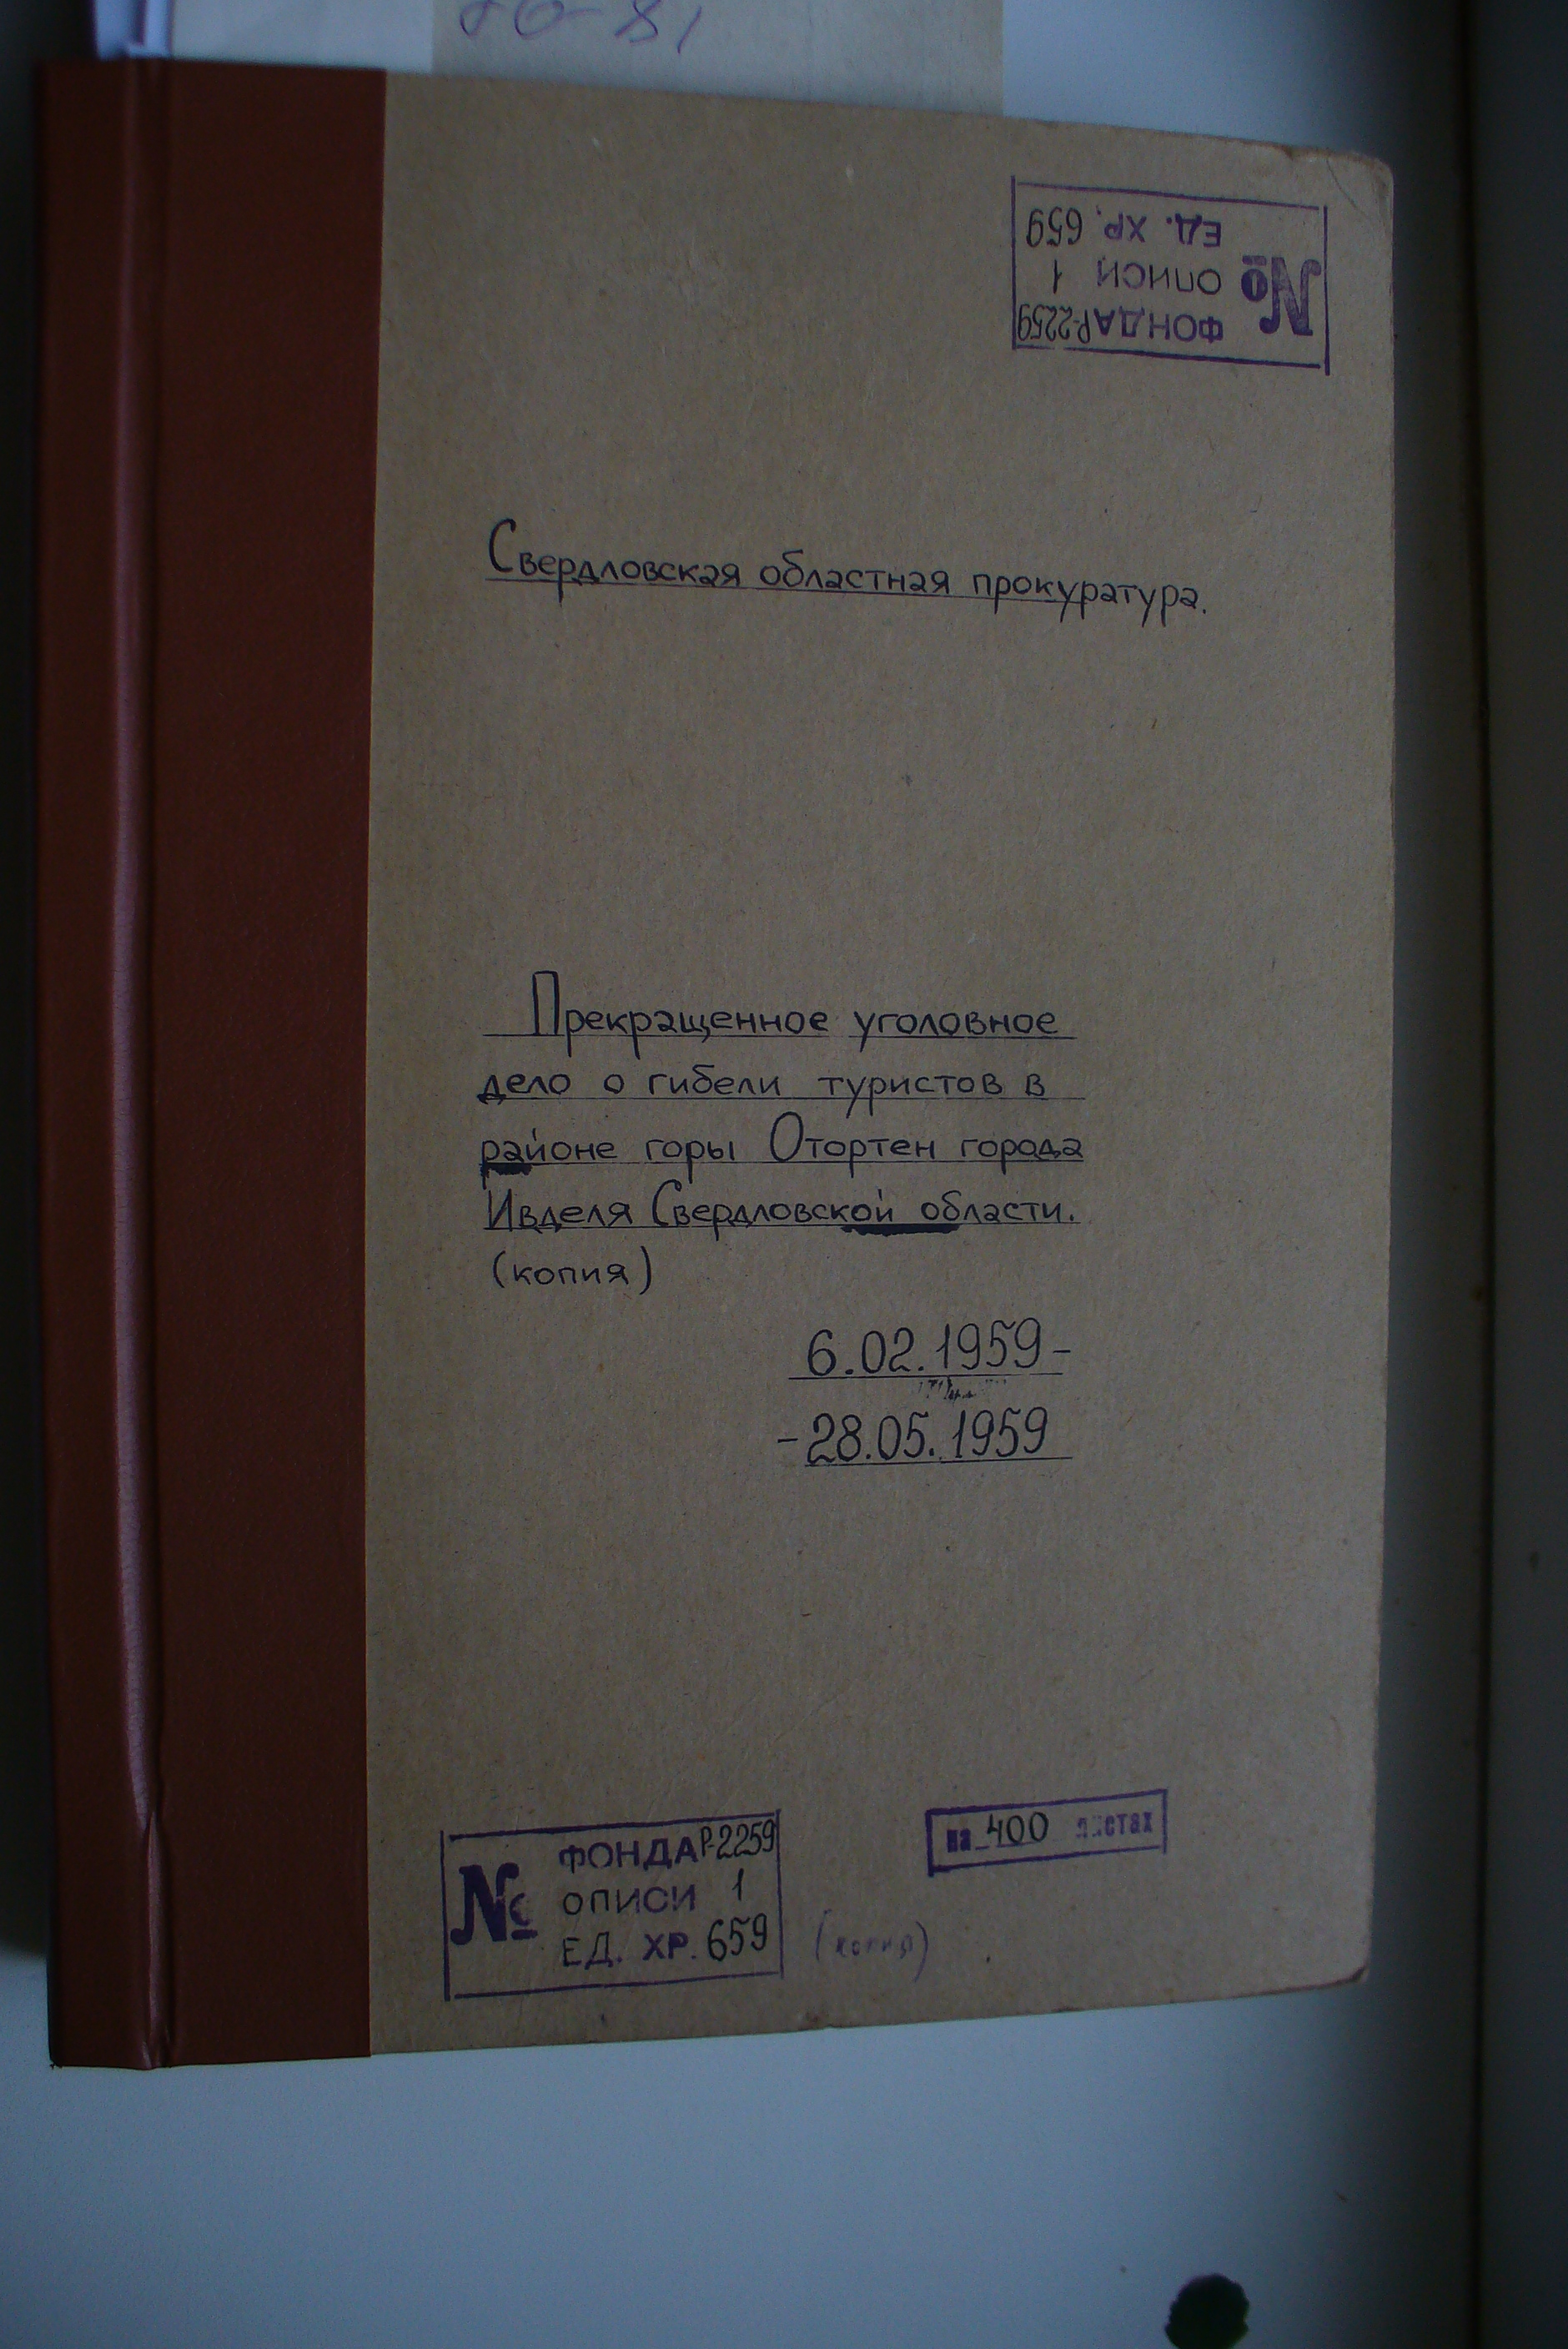 80-81
ФОНДА Р-2259
№ ОПИСИ 1
ЕД. ХР. 659
Свердловская областная прокуратура.
Прекращенное уголовное
дело о гибели туристов в
районе горы Отортен города
Ивделя Свердловской области.
(копия)
6.02.1959-
-28.05.1959
на 400 листах
ФОНДА Р-2259
№ ОПИСИ 1
ЕД. ХР. 659
(копия)